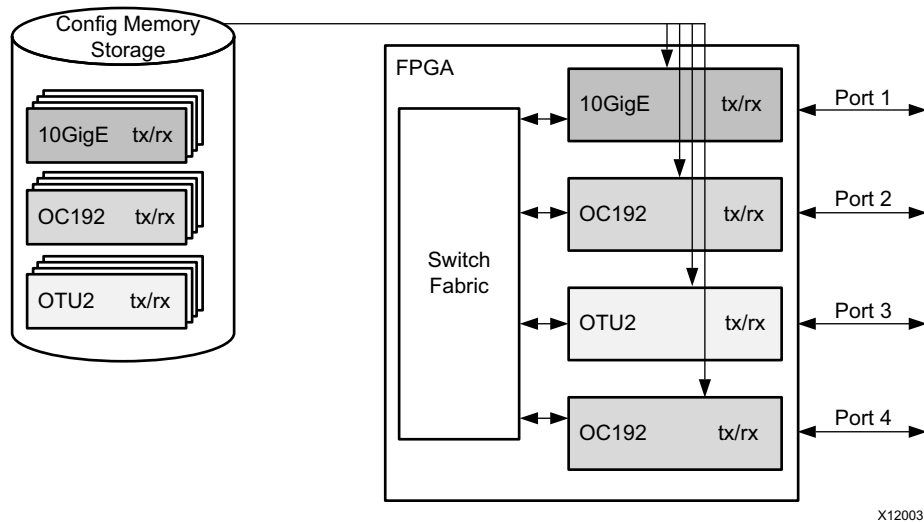 Config Memory
Storage
10GigE tx/rx
OC192 tx/rx
OTU2 tx/rx
FPGA
Switch
Fabric
10GigE tx/rx
OC192 tx/rx
OTU2 tx/rx
OC192 tx/rx
Port 1
Port 2
Port 3
Port 4
X12003